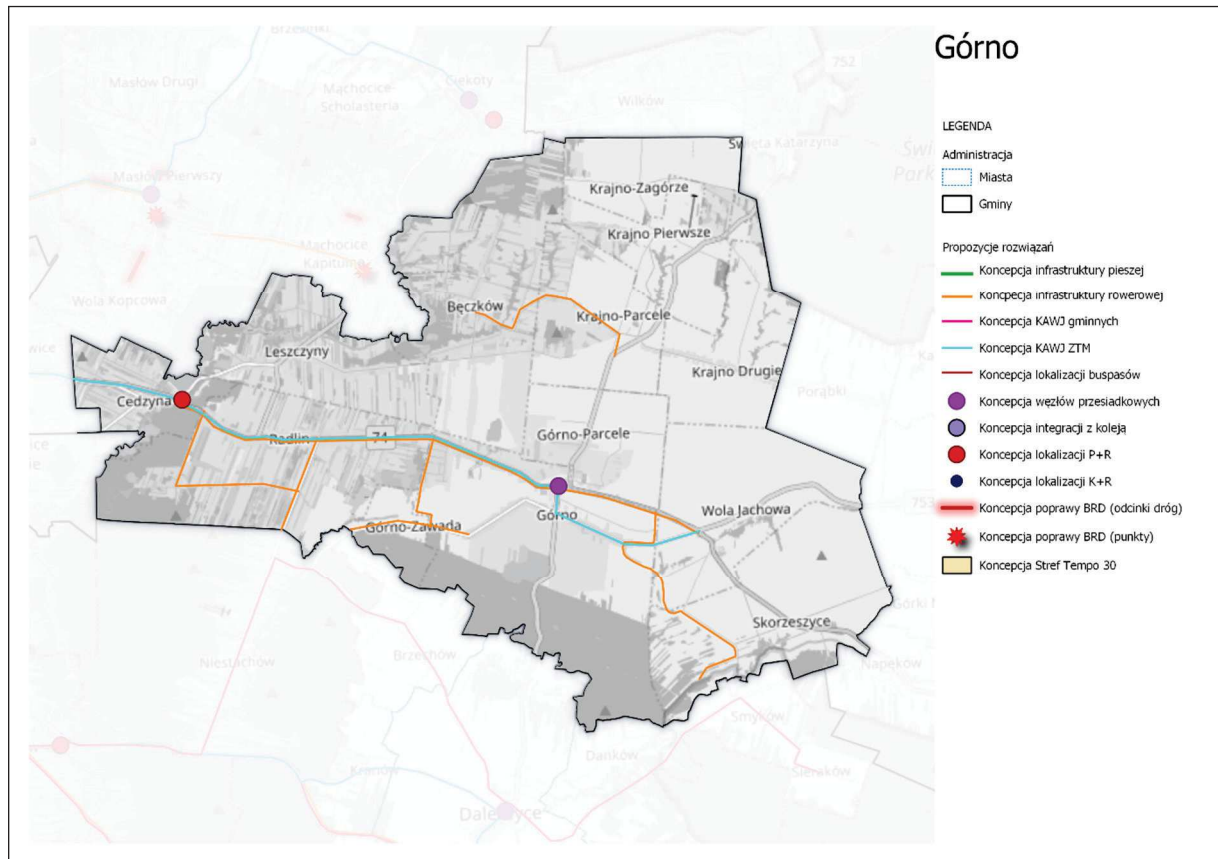 Górno
LEGENDA
Administracja
Miasta
Gminy
Propozycje rozwiązań
Koncepcja infrastruktury pieszej
Koncpecja infrastruktury rowerowej
Koncepcja KAWJ gminnych
Koncepcja KAWJ ZTM
Koncepcja lokalizacji buspasów
Koncepcja węzłów przesiadkowych
Koncepcja integracji z koleją
Koncepcja lokalizacji P+R
Koncepcja lokalizacji K+R
Koncepcja poprawy BRD (odcinki dróg)
Koncepcja poprawy BRD (punkty)
Koncepcja Stref Tempo 30
Brzezinki
752
Masłów Drugi
Ciekoty
Machocice-
Scholasteria
Wilków
Święta Katarzyna
Krajno-Zagórze
Masłów Pierwszy
Krajno Pierwsze
Machocice
Kapitulne
Wola Kopcowa
Bęczków
Krajno-Parcele
Leszczyny
Krajno Drugie
Porąbki
Cedzyna
Radlin
74
Górno-Parcele
753
Górno
Wola Jachowa
Górno-Zawada
Skorzeszyce
Niestachów
Brzechów
Napęków
Smyków
Danków
Kranów
Sieraków
Daleszyce